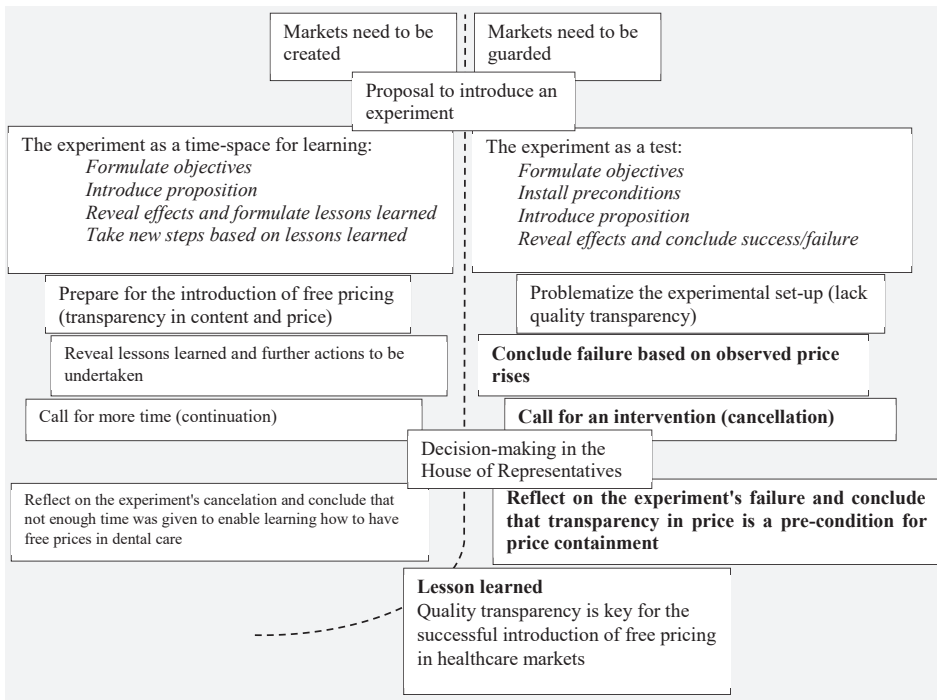 Markets need to be
created
Markets need to be
guarded
Proposal to introduce an
experiment
The experiment as a time-space for learning:
Formulate objectives
Introduce proposition
Reveal effects and formulate lessons learned
Take new steps based on lessons learned
The experiment as a test:
Formulate objectives
Install preconditions
Introduce proposition
Reveal effects and conclude success/failure
Prepare for the introduction of free pricing
(transparency in content and price)
Problematize the experimental set-up (lack
quality transparency)
Reveal lessons learned and further actions to be
undertaken
Conclude failure based on observed price
rises
Call for more time (continuation)
Call for an intervention (cancellation)
Decision-making in the
House of Representatives
Reflect on the experiment's cancelation and conclude that
not enough time was given to enable learning how to have
free prices in dental care
Reflect on the experiment's failure and conclude
that transparency in price is a pre-condition for
price containment
Lesson learned
Quality transparency is key for the
successful introduction of free pricing
in healthcare markets